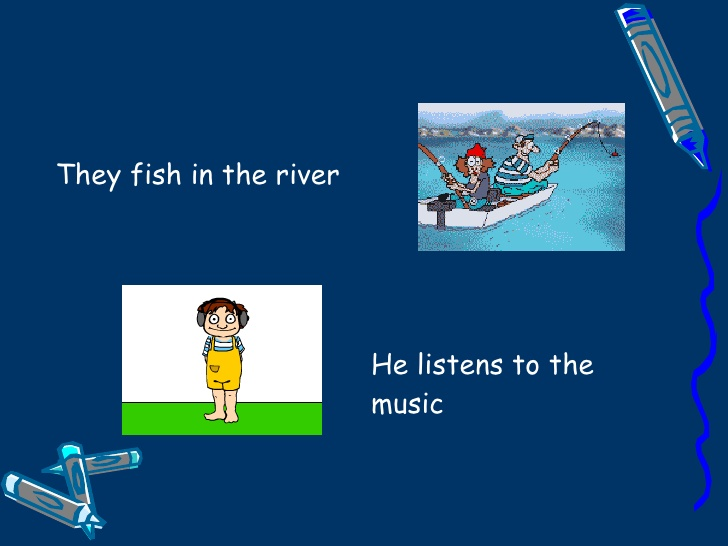 They fish in the river
He listens to the
music